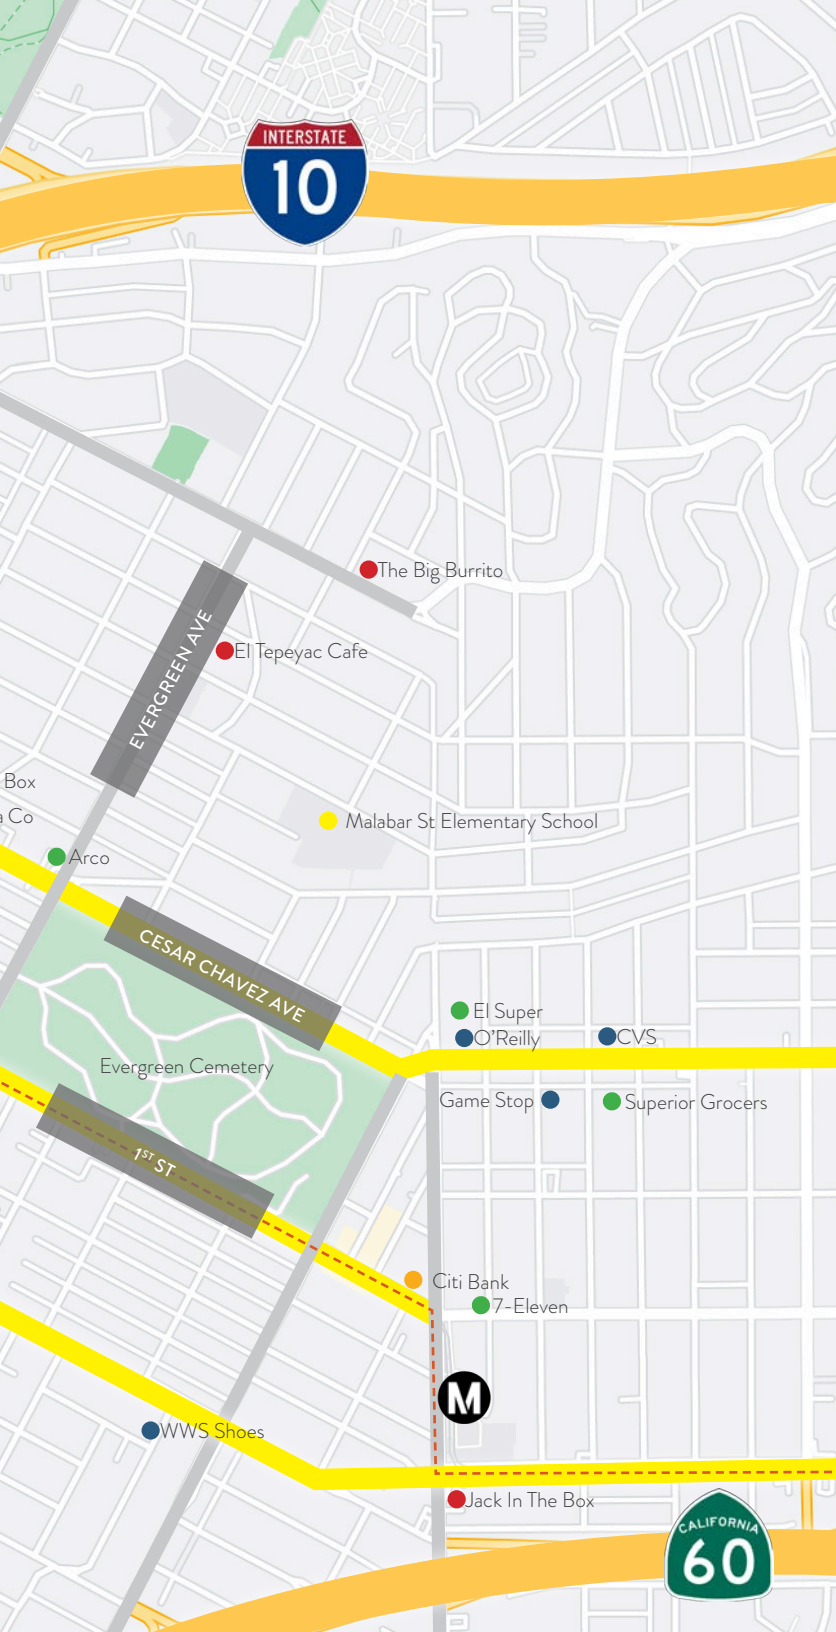 INTERSTATE
10
The Big Burrito
EVERGREEN AVE
El Tepeyac Cafe
Box
a Co
Malabar St Elementary School
Arco
CESAR CHAVEZ AVE
El Super
O'Reilly
CVS
Evergreen Cemetery
Game Stop
Superior Grocers
1ST ST
Citi Bank
7-Eleven
M
WWS Shoes
Jack In The Box
CALIFORNIA
60